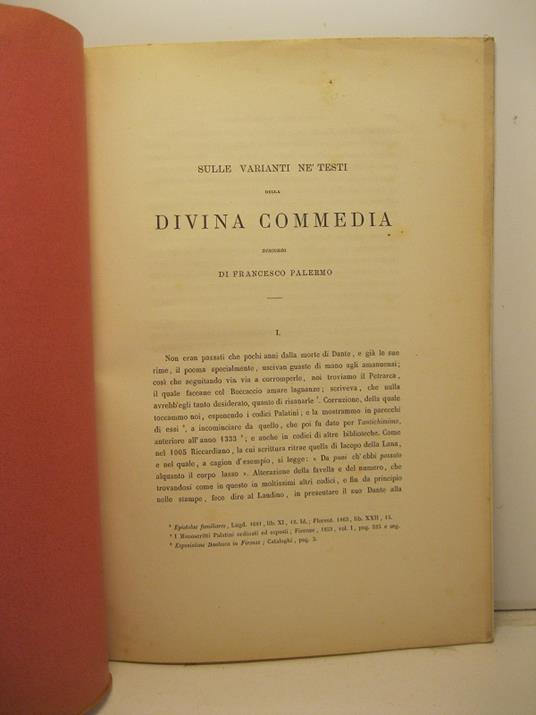 SULLE VARIANTI NE' TESTI
DELLA
DIVINA COMMEDIA
DISCORSO
DI FRANCESCO PALERMO
I.
Non eran passati che pochi anni dalla morte di Dante, e già le sue
rime, il poema specialmente, uscivan guaste di mano agli amanuensi;
così che seguitando via via a corromperle, noi troviamo il Petrarca,
il quale faceane col Boccaccio amare lagnanze; scriveva, che nulla
avrebb'egli tanto desiderato, quanto di risanarle ¹. Corruzione, della quale
toccammo noi, esponendo i codici Palatini; e la mostrammo in parecchi
di essi ², a incominciare da quello, che poi fu dato per l'antichissimo,
anteriore all'anno 1333 ³; e anche in codici di altre biblioteche. Come
nel 1005 Riccardiano, la cui scrittura ritrae quella di Iacopo della Lana,
e nel quale, a cagion d'esempio, si legge: « Da puoi ch'ebbi possato
alquanto il corpo lasso ». Alterazione della favella e del numero, che
trovandosi come in questo in moltissimi altri codici, e fin da principio
nelle stampe, fece dire al Landino, in presentare il suo Dante alla
¹ Epistolae familiares, Lugd. 1601, lib. XI, 12. Id.; Florent. 1863, lib. XXII, 15.
² I Manoscritti Palatini ordinati ed esposti; Firenze, 1853, vol. I, pag. 525 e seg.
³ Esposizione Dantesca in Firenze; Cataloghi, pag. 3.